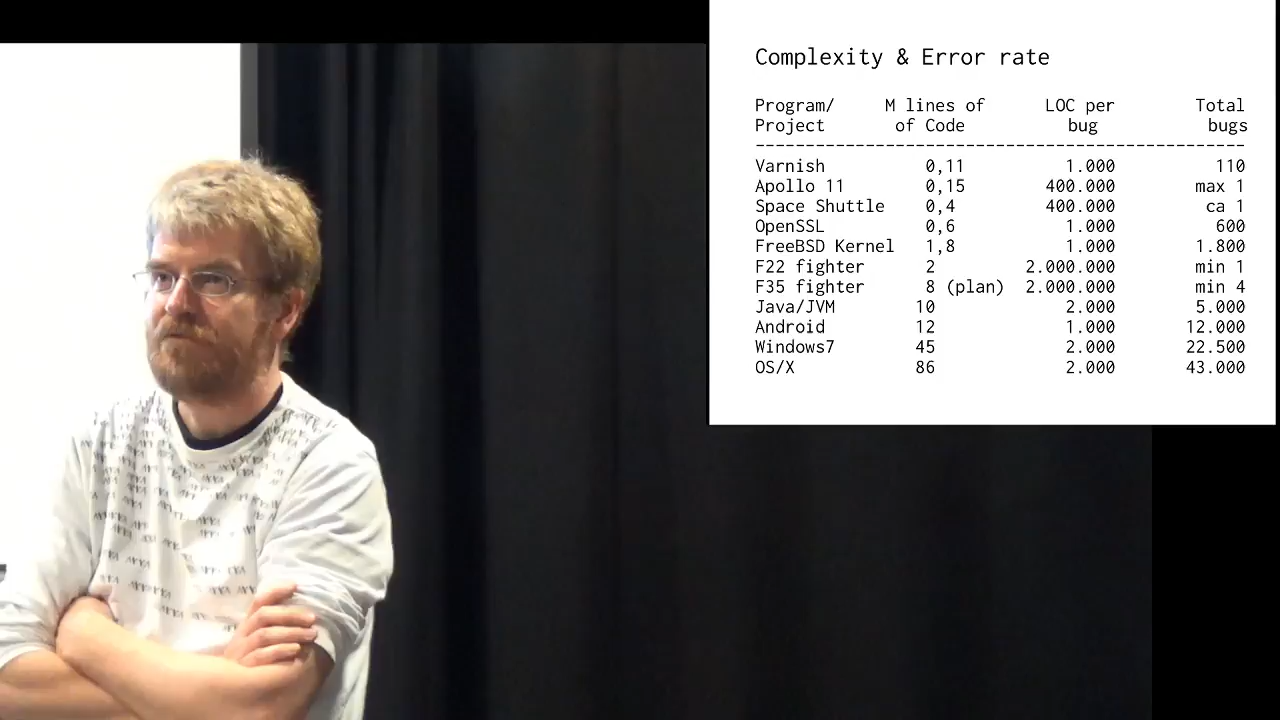 Complexity & Error rate
Program/ M lines of LOC per Total
Project of Code bug bugs
-------------------------------------------------
Varnish 0,11 1.000 110
Apollo 11 0,15 400.000 max 1
Space Shuttle 0,4 400.000 ca 1
OpenSSL 0,6 1.000 600
FreeBSD Kernel 1,8 1.000 1.800
F22 fighter 2 2.000.000 min 1
F35 fighter 8 (plan) 2.000.000 min 4
Java/JVM 10 2.000 5.000
Android 12 1.000 12.000
Windows7 45 2.000 22.500
OS/X 86 2.000 43.000